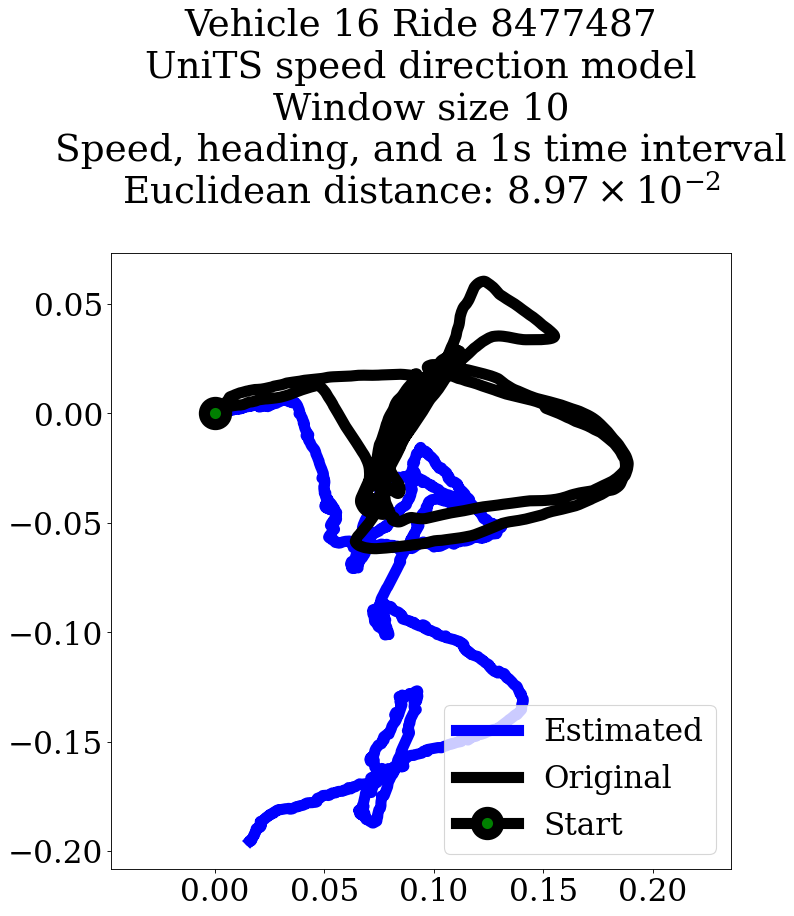 Vehicle 16 Ride 8477487
UniTS speed direction model
Window size 10
Speed, heading, and a 1s time interval
Euclidean distance: 8.97 × 10⁻²
0.05
0.00
−0.05
−0.10
−0.15
−0.20
0.00 0.05 0.10 0.15 0.20
Estimated
Original
Start